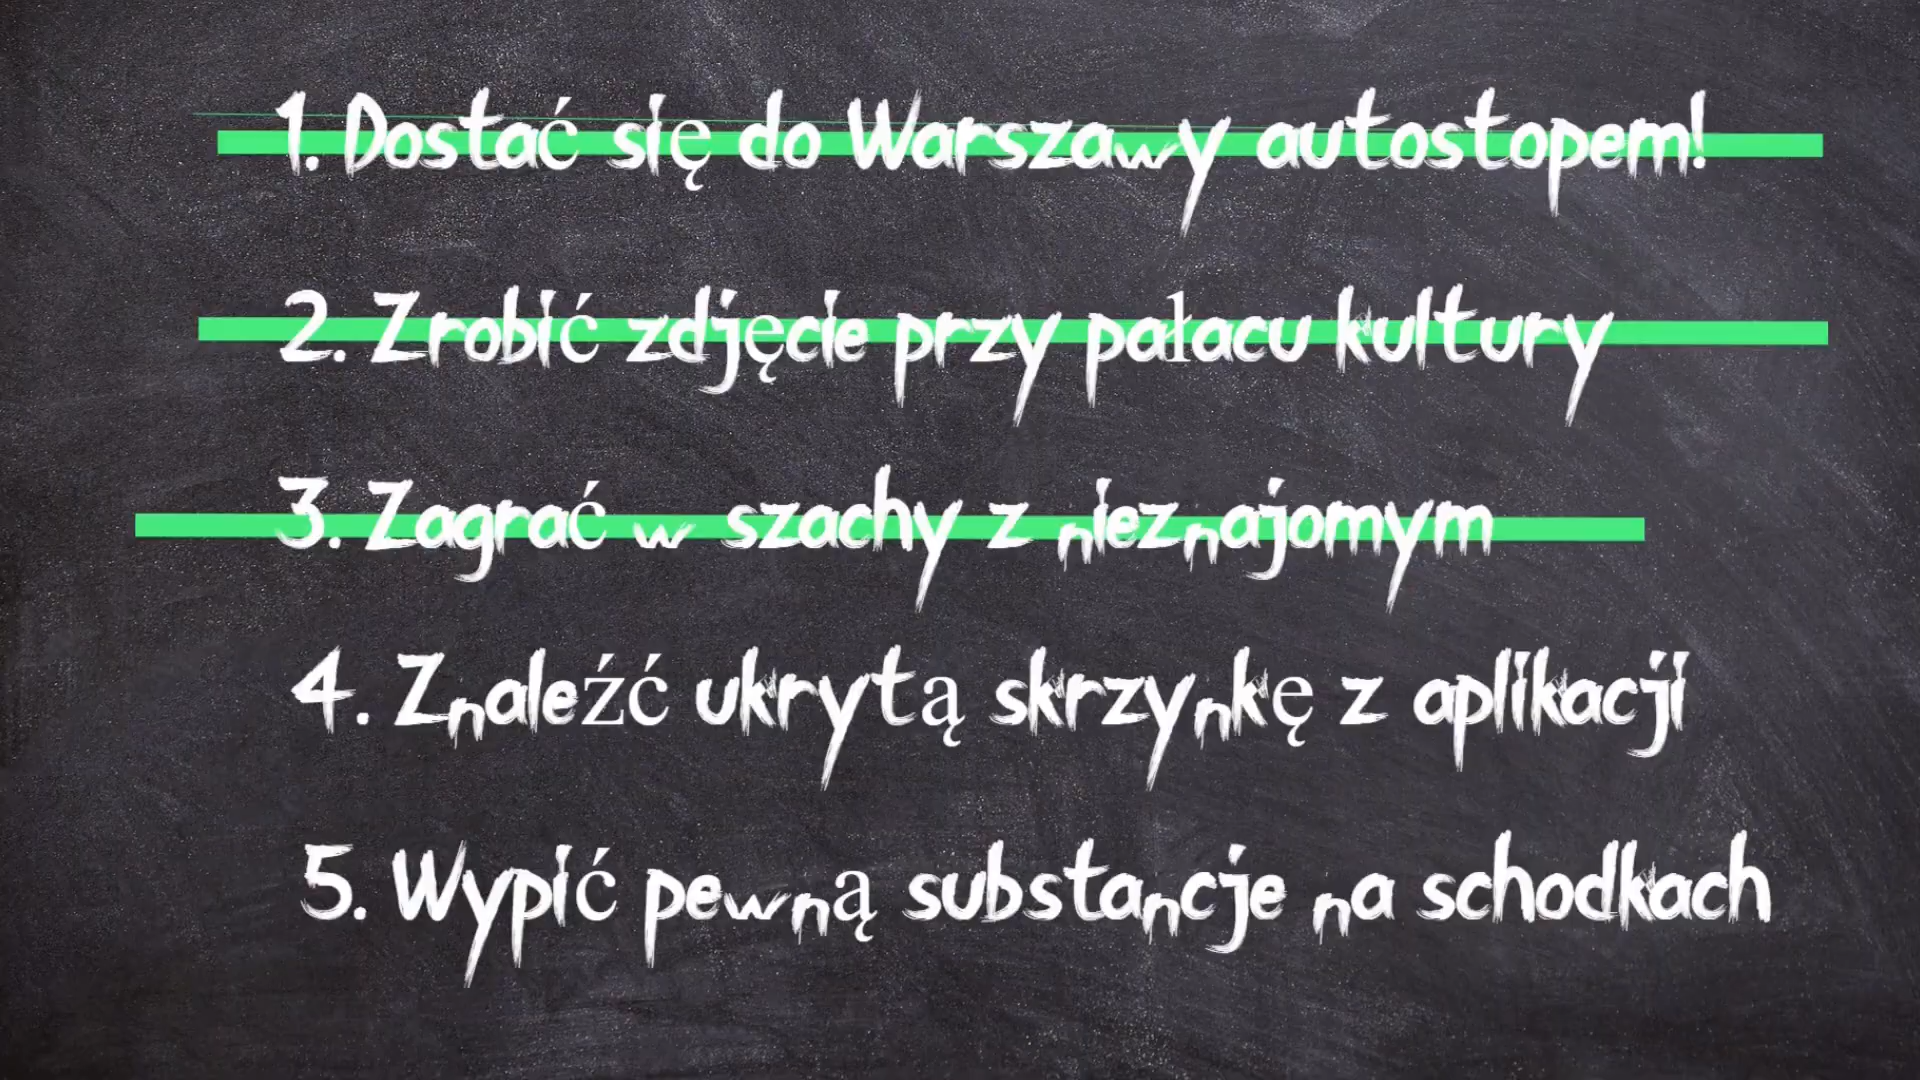 1. Dostać się do Warszawy autostopem!
2. Zrobić zdjęcie przy pałacu kultury
3. Zagrać w szachy z nieznajomym
4. Znaleźć ukrytą skrzynkę z aplikacji
5. Wypić pewną substancje na schodkach